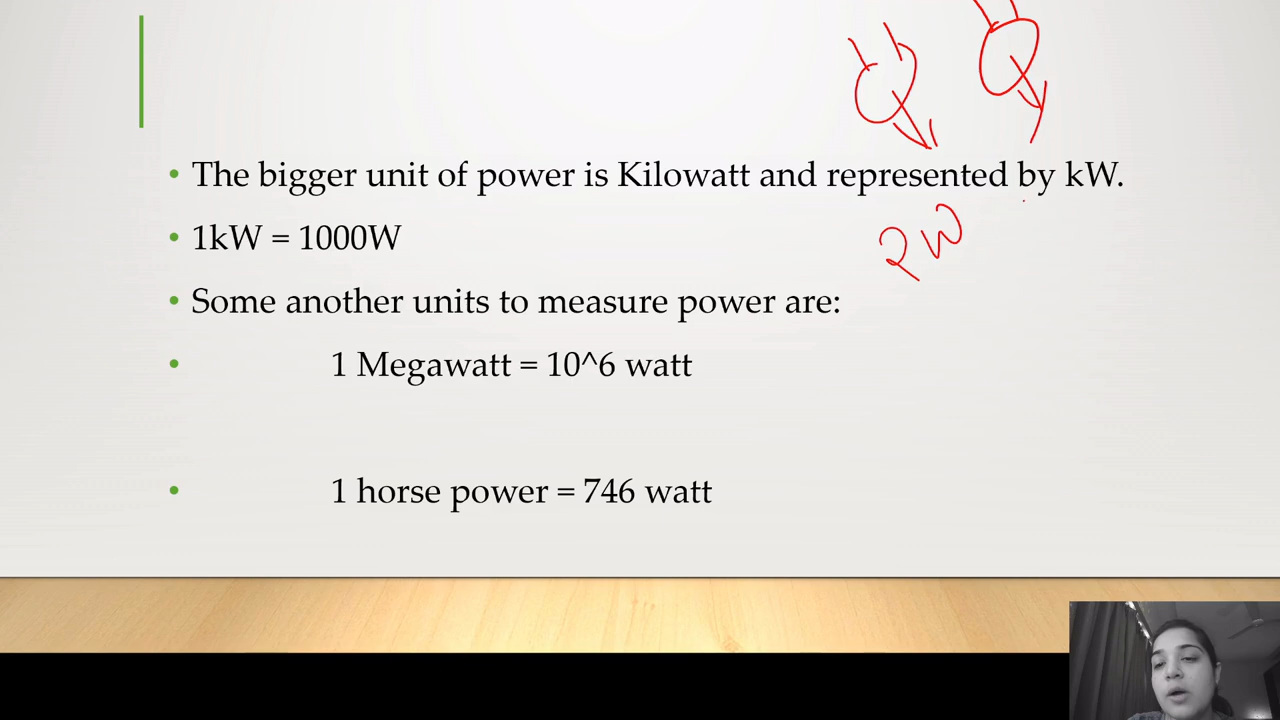 • The bigger unit of power is Kilowatt and represented by kW.
• 1kW = 1000W
• Some another units to measure power are:
• 1 Megawatt = 10^6 watt
• 1 horse power = 746 watt